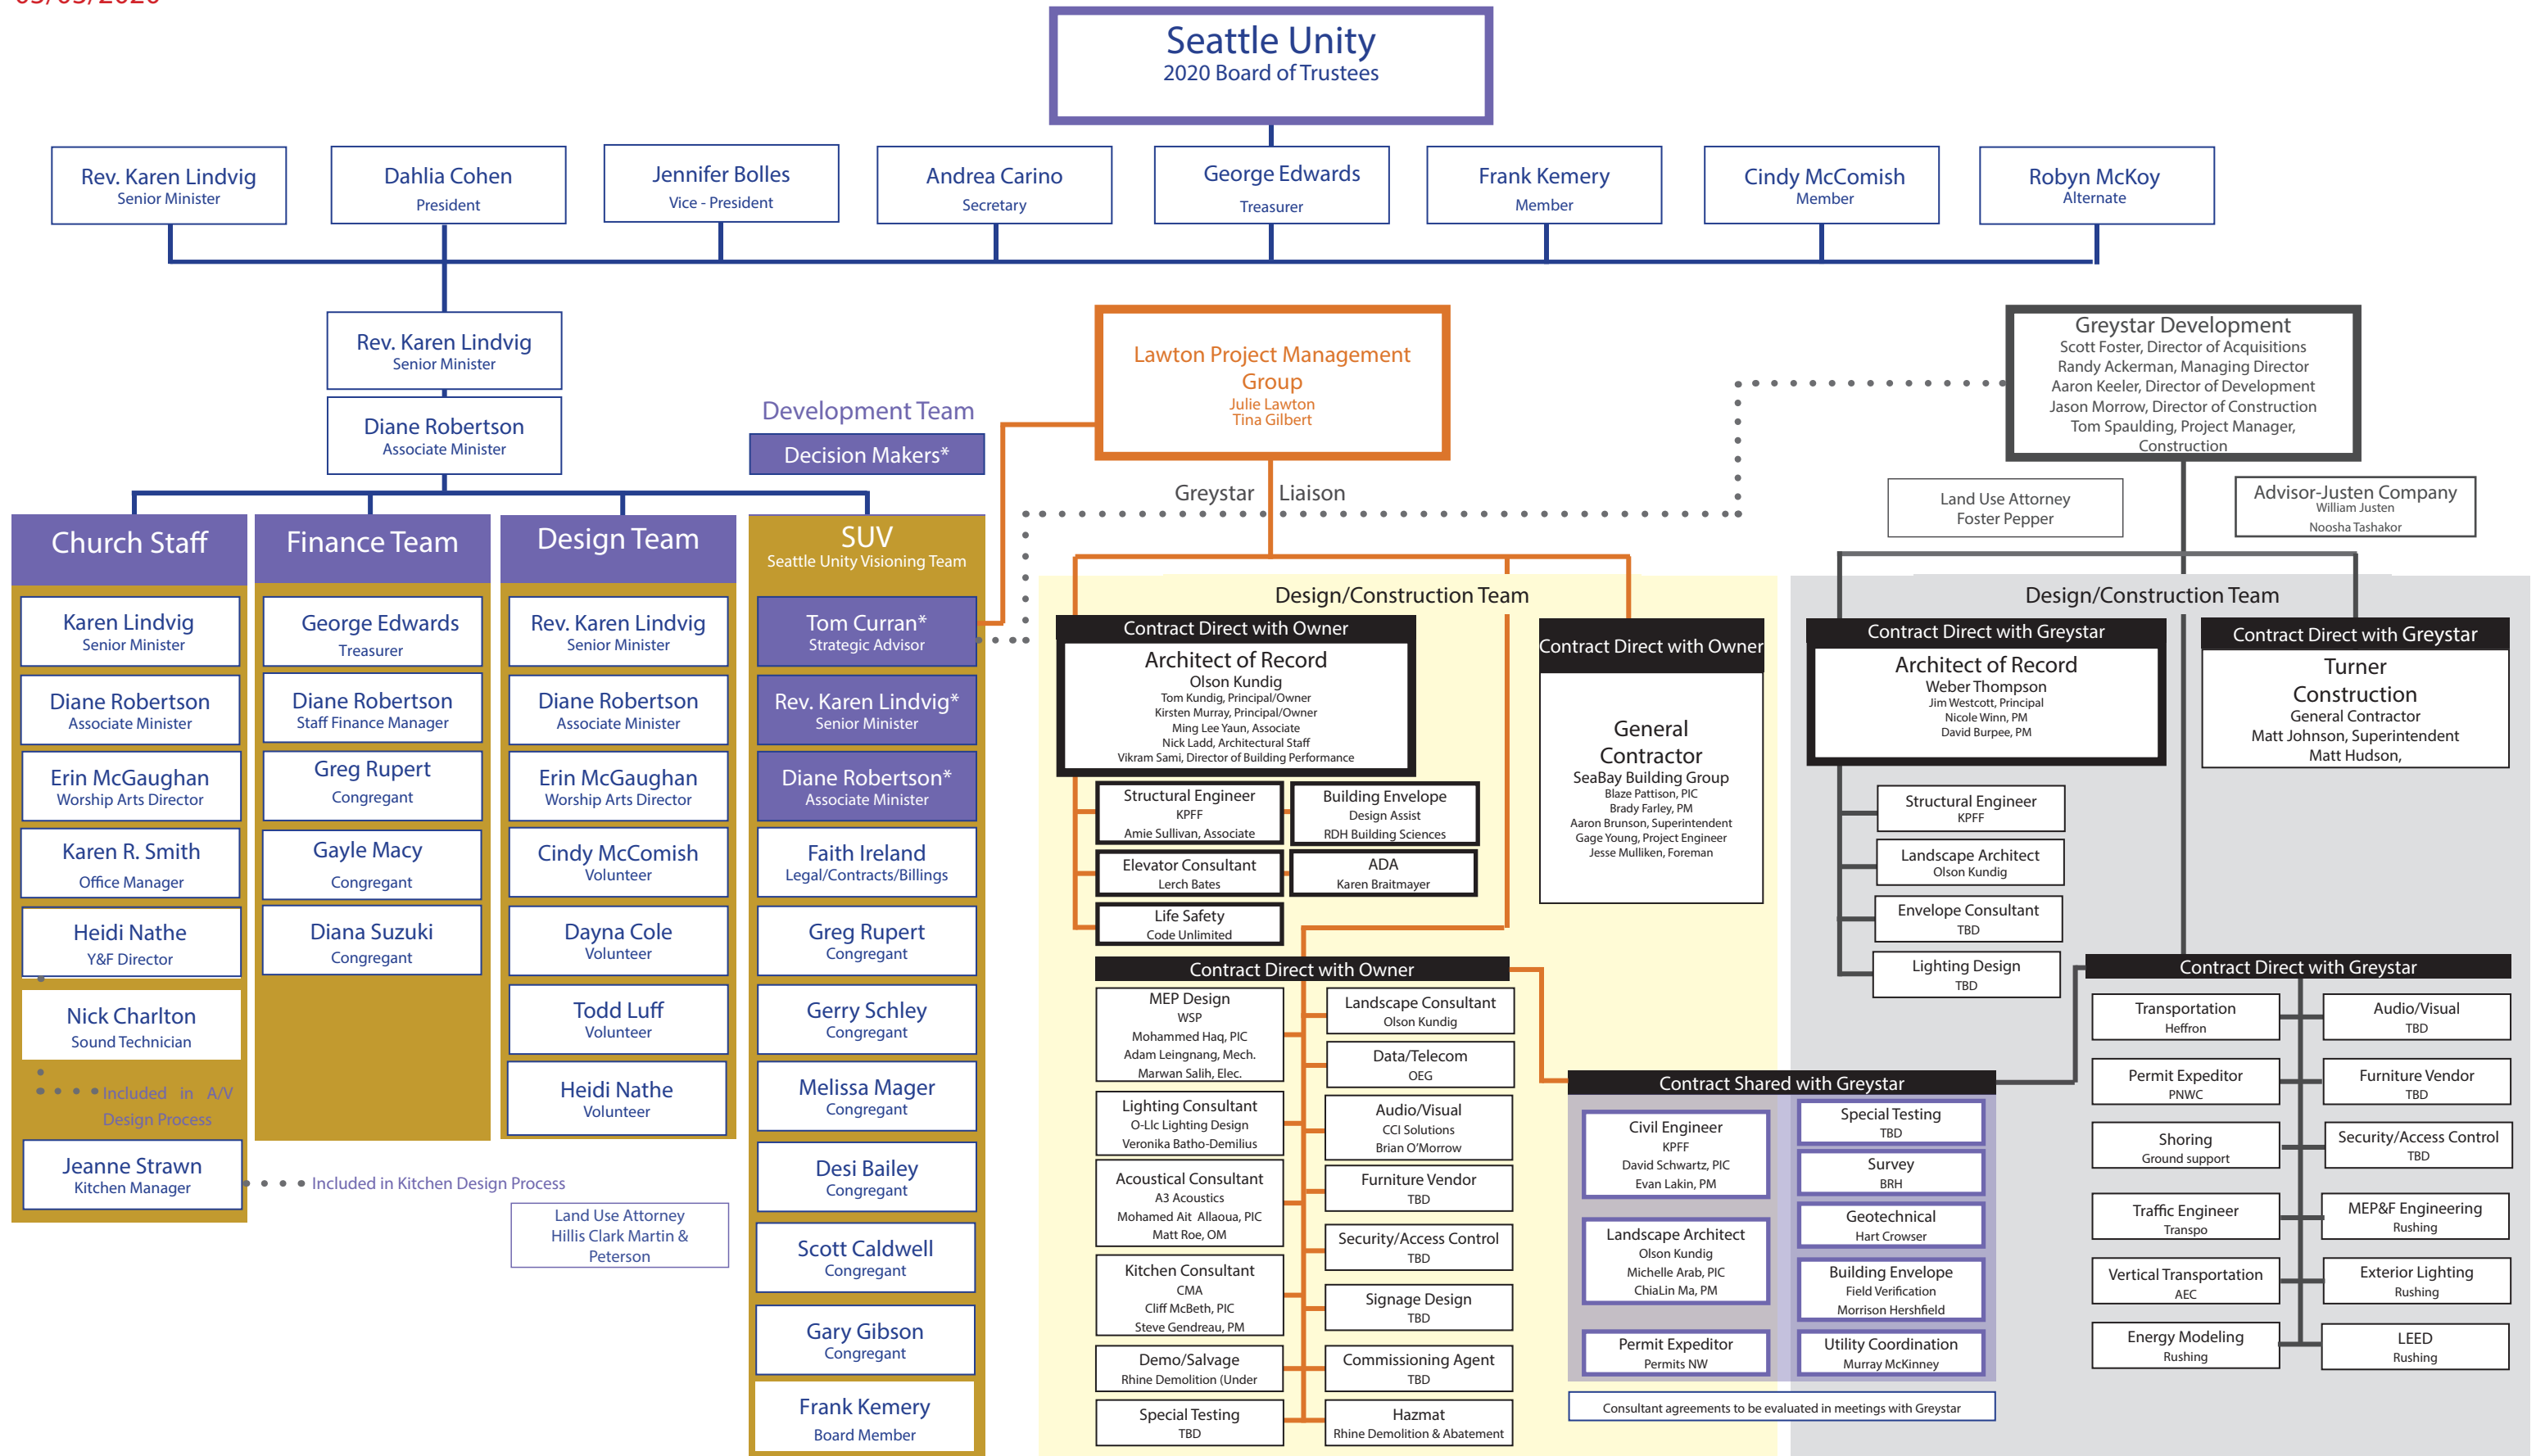 Seattle Unity
2020 Board of Trustees
Rev. Karen Lindvig
Senior Minister
Dahlia Cohen
President
Jennifer Bolles
Vice - President
Andrea Carino
Secretary
George Edwards
Treasurer
Frank Kemery
Member
Cindy McComish
Member
Robyn McKoy
Alternate
Rev. Karen Lindvig
Senior Minister
Diane Robertson
Associate Minister
Development Team
Decision Makers*
Lawton Project Management
Group
Julie Lawton
Tina Gilbert
Greystar Development
Scott Foster, Director of Acquisitions
Randy Ackerman, Managing Director
Aaron Keeler, Director of Development
Jason Morrow, Director of Construction
Tom Spaulding, Project Manager,
Construction
Greystar Liaison
Land Use Attorney
Foster Pepper
Advisor-Justen Company
William Justen
Noosha Tashakor
Church Staff
Karen Lindvig
Senior Minister
Diane Robertson
Associate Minister
Erin McGaughan
Worship Arts Director
Karen R. Smith
Office Manager
Heidi Nathe
Y&F Director
Nick Charlton
Sound Technician
Included in A/V
Design Process
Jeanne Strawn
Kitchen Manager
Included in Kitchen Design Process
Finance Team
George Edwards
Treasurer
Diane Robertson
Staff Finance Manager
Greg Rupert
Congregant
Gayle Macy
Congregant
Diana Suzuki
Congregant
Design Team
Rev. Karen Lindvig
Senior Minister
Diane Robertson
Associate Minister
Erin McGaughan
Worship Arts Director
Cindy McComish
Volunteer
Dayna Cole
Volunteer
Todd Luff
Volunteer
Heidi Nathe
Volunteer
Land Use Attorney
Hillis Clark Martin &
Peterson
SUV
Seattle Unity Visioning Team
Tom Curran*
Strategic Advisor
Rev. Karen Lindvig*
Senior Minister
Diane Robertson*
Associate Minister
Faith Ireland
Legal/Contracts/Billings
Greg Rupert
Congregant
Gerry Schley
Congregant
Melissa Mager
Congregant
Desi Bailey
Congregant
Scott Caldwell
Congregant
Gary Gibson
Congregant
Frank Kemery
Board Member
Design/Construction Team
Contract Direct with Owner
Architect of Record
Olson Kundig
Tom Kundig, Principal/Owner
Kirsten Murray, Principal/Owner
Ming Lee Yaun, Associate
Nick Ladd, Architectural Staff
Vikram Sami, Director of Building Performance
Structural Engineer
KPFF
Amie Sullivan, Associate
Building Envelope
Design Assist
RDH Building Sciences
Elevator Consultant
Lerch Bates
ADA
Karen Braitmayer
Life Safety
Code Unlimited
Contract Direct with Owner
General
Contractor
SeaBay Building Group
Blaze Pattison, PIC
Brady Farley, PM
Aaron Brunson, Superintendent
Gage Young, Project Engineer
Jesse Mulliken, Foreman
Contract Direct with Owner
MEP Design
WSP
Mohammed Haq, PIC
Adam Leingnang, Mech.
Marwan Salih, Elec.
Landscape Consultant
Olson Kundig
Data/Telecom
OEG
Lighting Consultant
O-Llc Lighting Design
Veronika Batho-Demilius
Audio/Visual
CCI Solutions
Brian O'Morrow
Acoustical Consultant
A3 Acoustics
Mohamed Ait Allaoua, PIC
Matt Roe, OM
Furniture Vendor
TBD
Security/Access Control
TBD
Kitchen Consultant
CMA
Cliff McBeth, PIC
Steve Gendreau, PM
Signage Design
TBD
Demo/Salvage
Rhine Demolition (Under
Commissioning Agent
TBD
Special Testing
TBD
Hazmat
Rhine Demolition & Abatement
Contract Shared with Greystar
Civil Engineer
KPFF
David Schwartz, PIC
Evan Lakin, PM
Landscape Architect
Olson Kundig
Michelle Arab, PIC
ChiaLin Ma, PM
Permit Expeditor
Permits NW
Special Testing
TBD
Survey
BRH
Geotechnical
Hart Crowser
Building Envelope
Field Verification
Morrison Hershfield
Utility Coordination
Murray McKinney
Consultant agreements to be evaluated in meetings with Greystar
Design/Construction Team
Contract Direct with Greystar
Architect of Record
Weber Thompson
Jim Westcott, Principal
Nicole Winn, PM
David Burpee, PM
Structural Engineer
KPFF
Landscape Architect
Olson Kundig
Envelope Consultant
TBD
Lighting Design
TBD
Contract Direct with Greystar
Turner
Construction
General Contractor
Matt Johnson, Superintendent
Matt Hudson,
Contract Direct with Greystar
Transportation
Heffron
Audio/Visual
TBD
Permit Expeditor
PNWC
Furniture Vendor
TBD
Shoring
Ground support
Security/Access Control
TBD
Traffic Engineer
Transpo
MEP&F Engineering
Rushing
Vertical Transportation
AEC
Exterior Lighting
Rushing
Energy Modeling
Rushing
LEED
Rushing